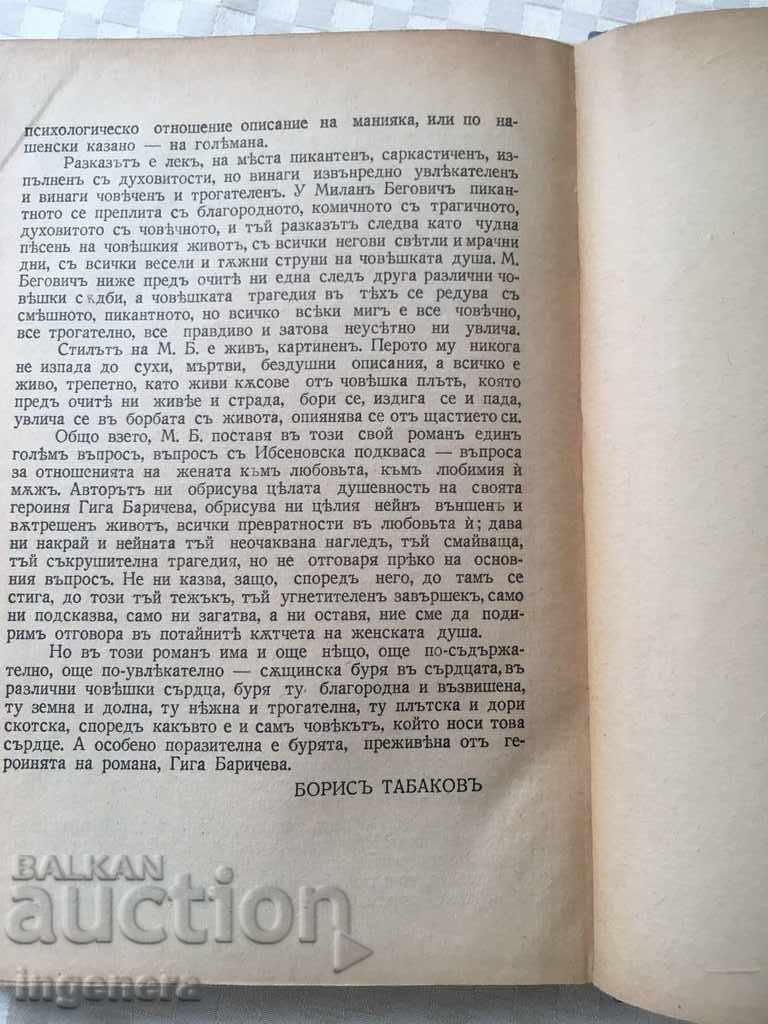 психологическо отношение описание на манияка, или по на-
шенски казано — на голѣмана.
Разказътъ е лекъ, на мѣста пикантенъ, саркастиченъ, из-
пълненъ съ духовитости, но винаги извънредно увлѣкателенъ
и винаги човѣченъ и трогателенъ. У Миланъ Беговичъ пикан-
тното се преплита съ благородното, комичното съ трагичното,
духовитото съ човѣчното, и тъй разказътъ следва като чудна
пѣсень на човѣшкия животъ, съ всички негови свѣтли и мрачни
дни, съ всички весели и тѫжни струни на човѣшката душа. М.
Беговичъ ниже предъ очитѣ ни една следъ друга различни чо-
вѣшки сѫдби, а човѣшката трагедия въ тѣхъ се редува съ
смѣшното, пикантното, но всичко всѣки мигъ е все човѣчно,
все трогателно, все правдиво и затова неусѣтно ни увлича.
Стилътъ на М. Б. е живъ, картиненъ. Перото му никога
не изпада до сухи, мъртви, бездушни описания, а всичко е
живо, трепетно, като живи кѫсове отъ човѣшка плъть, която
предъ очитѣ ни живѣе и страда, бори се, издига се и пада,
увлича се въ борбата съ живота, опиянява се отъ щастието си.
Общо взето, М. Б. поставя въ този свой романъ единъ
голѣмъ въпросъ, въпросъ съ Ибсеновска подкваса — въпроса
за отношенията на жената къмъ любовьта, къмъ любимия ѝ
мѫжъ. Авторътъ ни обрисува цѣлата душевность на своята
героиня Гига Баричева, обрисува ни цѣлия нейнъ външенъ и
вѫтрешенъ животъ, всички превратности въ любовьта ѝ; дава
ни накрай и нейната тъй неочаквана нагледъ, тъй смайваща,
тъй съкрушителна трагедия, но не отговаря прѣко на основ-
ния въпросъ. Не ни казва, защо, споредъ него, до тамъ се
стига, до този тъй тежъкъ, тъй угнетителенъ завършекъ, само
ни подсказва, само ни загатва, а ни оставя, ние сме да поди-
римъ отговора въ потайнитѣ кѫтчета на женската душа.
Но въ този романъ има и още нѣщо, още по-съдържа-
телно, още по-увлѣкателно — сѫщинска буря въ сърдцата, въ
различни човѣшки сърдца, буря ту благородна и възвишена,
ту земна и долна, ту нѣжна и трогателна, ту плътска и дори
скотска, споредъ какъвто е и самъ човѣкътъ, който носи това
сърдце. А особено поразителна е бурята, преживѣна отъ ге-
роинята на романа, Гига Баричева.
БОРИСЪ ТАБАКОВЪ
BALKAN
auction
ingenera